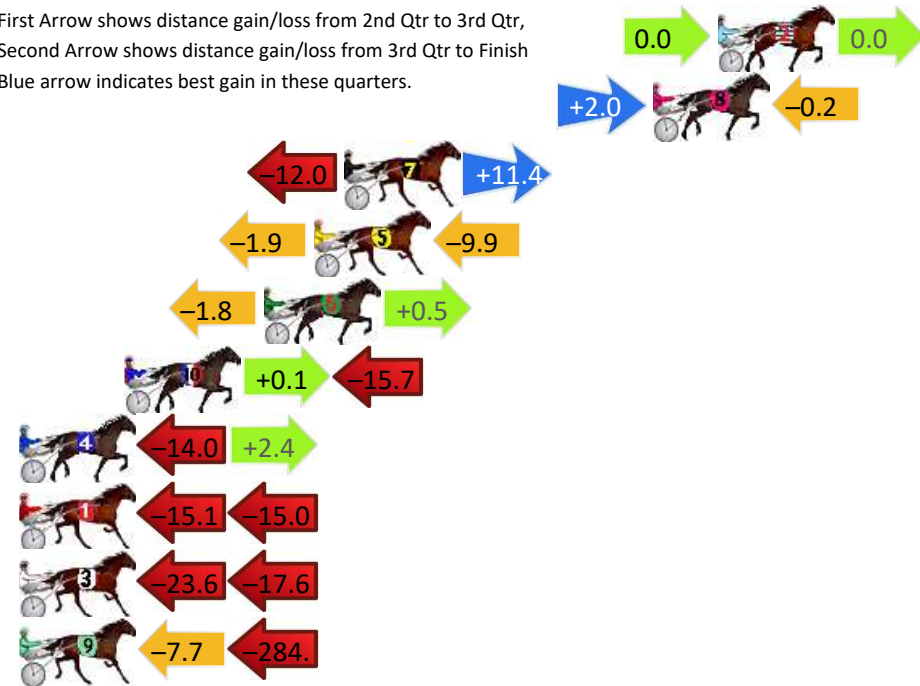 First Arrow shows distance gain/loss from 2nd Qtr to 3rd Qtr,
Second Arrow shows distance gain/loss from 3rd Qtr to Finish
Blue arrow indicates best gain in these quarters.
0.0 2 0.0
+2.0 8 –0.2
–12.0 7 +11.4
–1.9 5 –9.9
–1.8 6 +0.5
10 +0.1 –15.7
4 –14.0 +2.4
1 –15.1 –15.0
3 –23.6 –17.6
9 –7.7 –284.